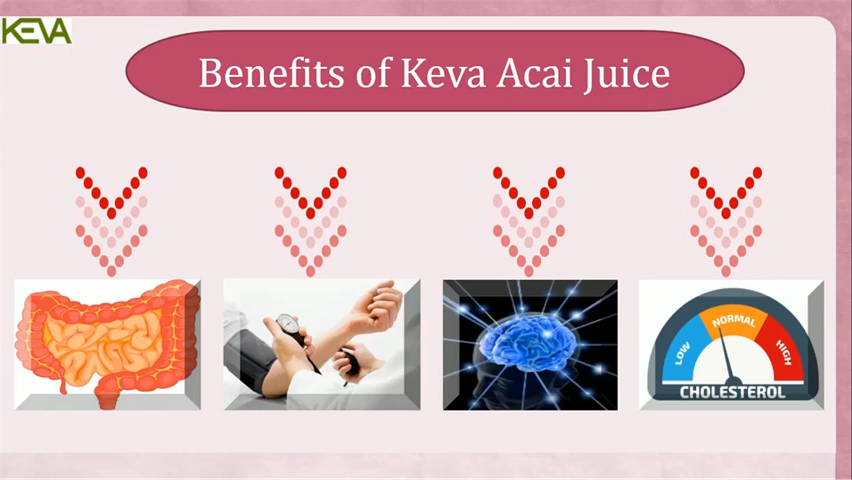 KEVA
Benefits of Keva Acai Juice
LOW
NORMAL
HIGH
CHOLESTEROL